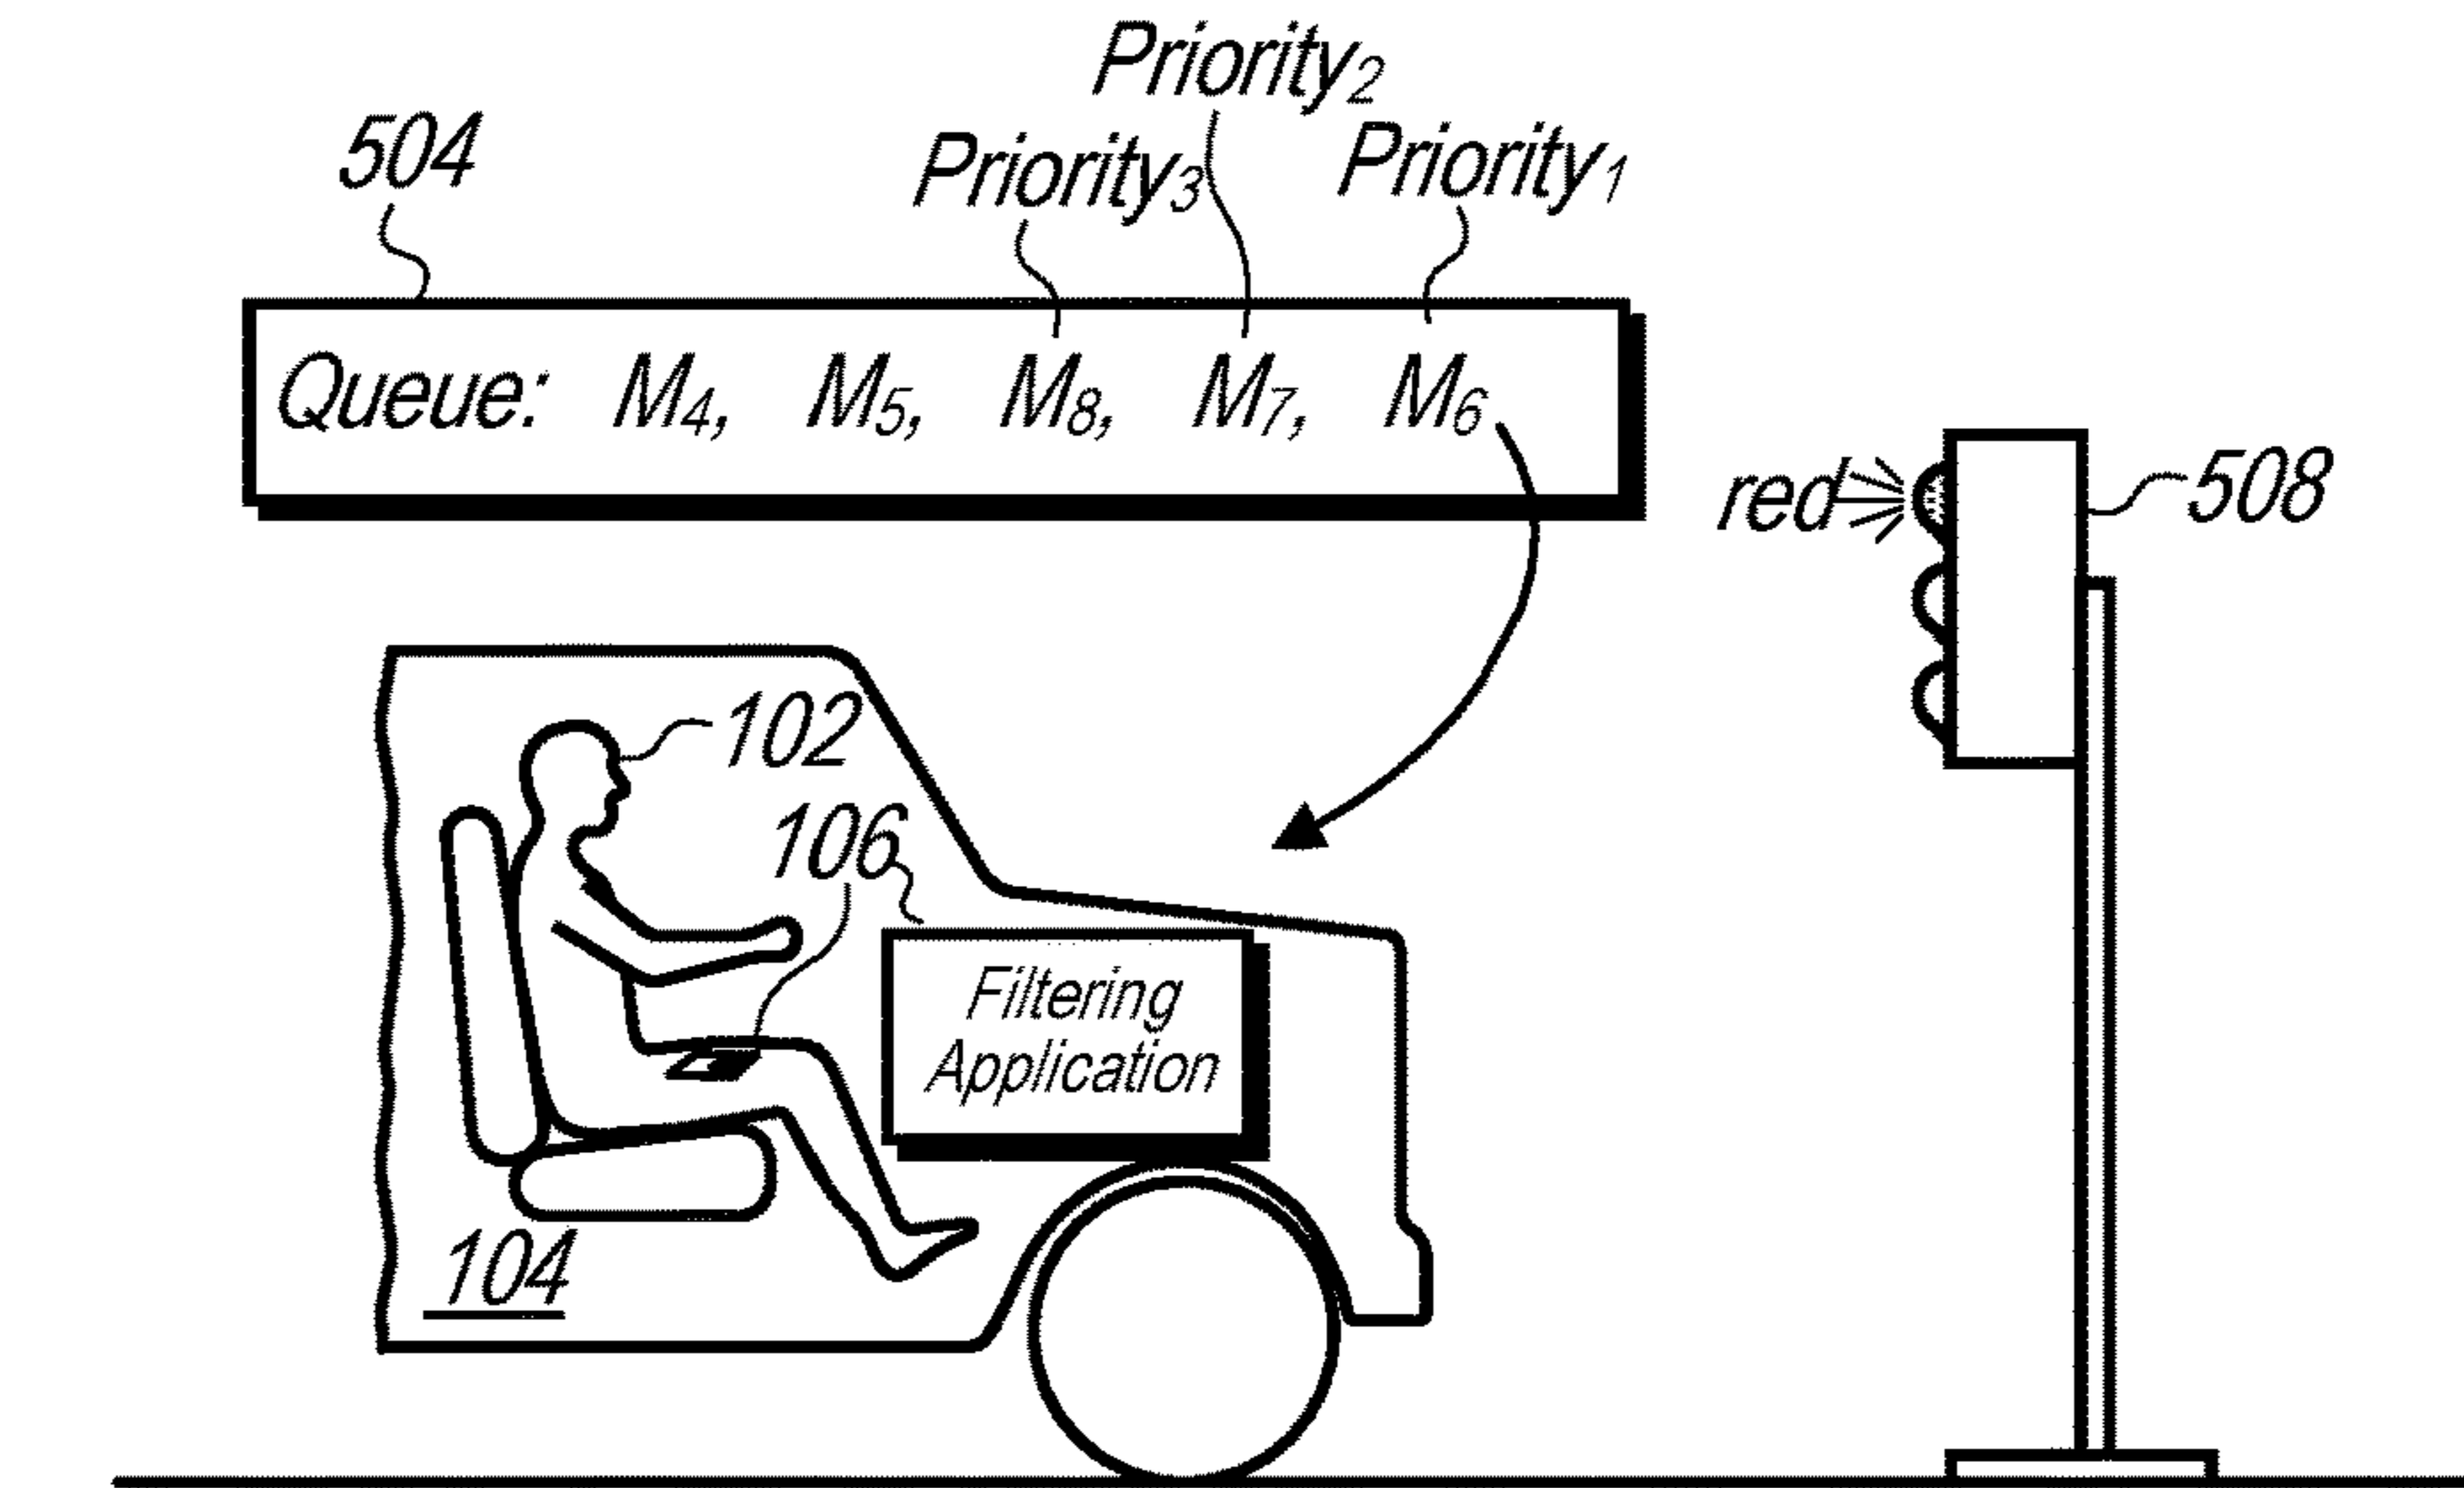 Priority2
504
Priority3
Priority1
Queue: M4, M5, M8, M7, M6
red
508
102
106
Filtering
Application
104